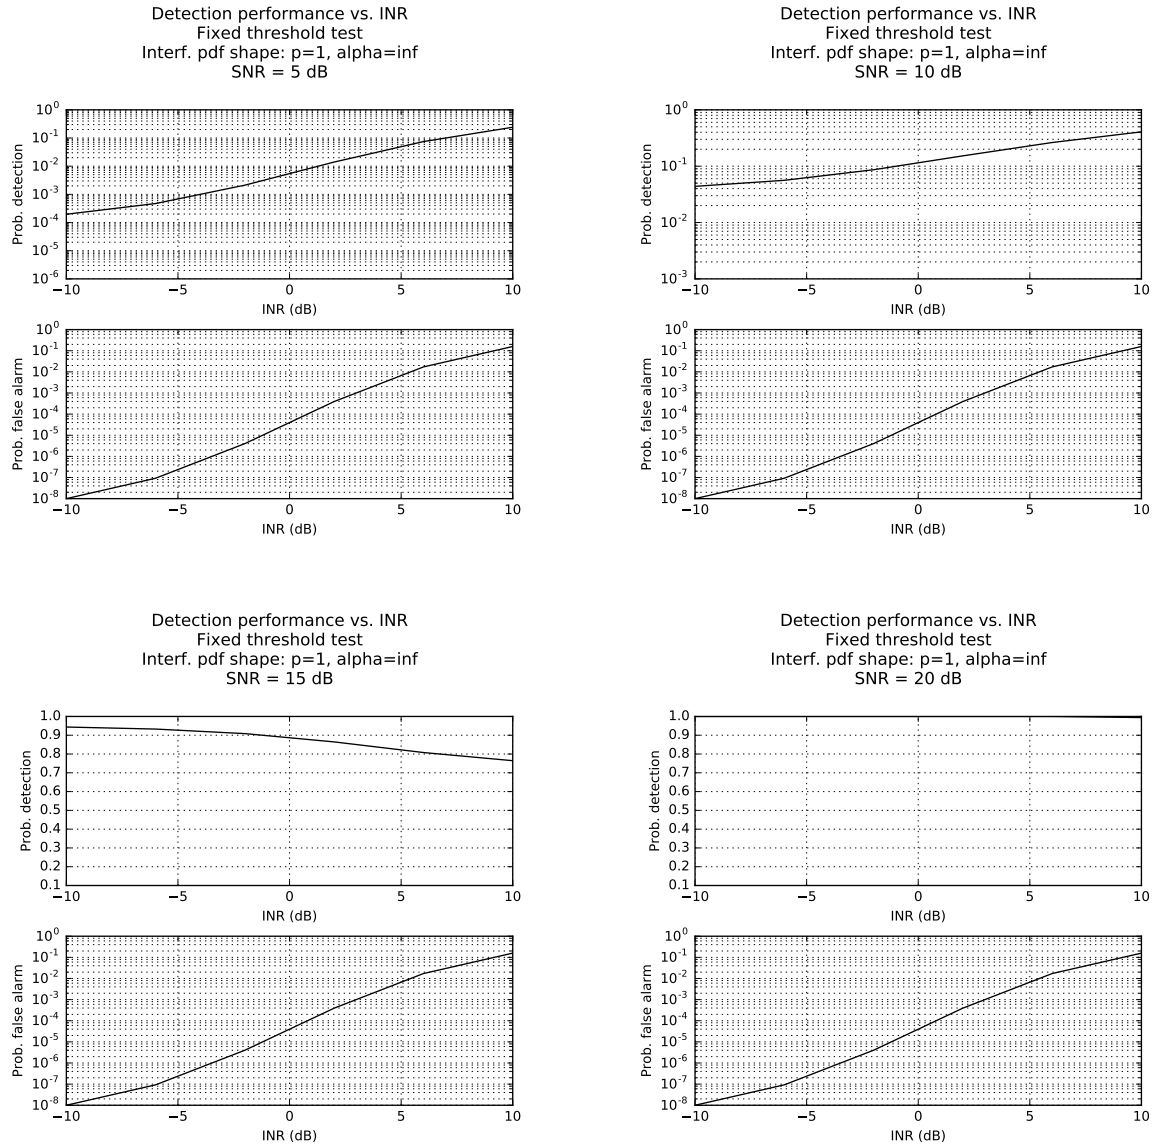 Detection performance vs. INR
Fixed threshold test
Interf. pdf shape: p=1, alpha=inf
SNR = 5 dB
10^0
10^-1
10^-2
10^-3
10^-4
10^-5
10^-6
Prob. detection
−10 −5 0 5 10
INR (dB)
10^0
10^-1
10^-2
10^-3
10^-4
10^-5
10^-6
10^-7
10^-8
Prob. false alarm
−10 −5 0 5 10
INR (dB)
Detection performance vs. INR
Fixed threshold test
Interf. pdf shape: p=1, alpha=inf
SNR = 10 dB
10^0
10^-1
10^-2
10^-3
Prob. detection
−10 −5 0 5 10
INR (dB)
10^0
10^-1
10^-2
10^-3
10^-4
10^-5
10^-6
10^-7
10^-8
Prob. false alarm
−10 −5 0 5 10
INR (dB)
Detection performance vs. INR
Fixed threshold test
Interf. pdf shape: p=1, alpha=inf
SNR = 15 dB
1.0
0.9
0.8
0.7
0.6
0.5
0.4
0.3
0.2
0.1
Prob. detection
−10 −5 0 5 10
INR (dB)
10^0
10^-1
10^-2
10^-3
10^-4
10^-5
10^-6
10^-7
10^-8
Prob. false alarm
−10 −5 0 5 10
INR (dB)
Detection performance vs. INR
Fixed threshold test
Interf. pdf shape: p=1, alpha=inf
SNR = 20 dB
1.0
0.9
0.8
0.7
0.6
0.5
0.4
0.3
0.2
0.1
Prob. detection
−10 −5 0 5 10
INR (dB)
10^0
10^-1
10^-2
10^-3
10^-4
10^-5
10^-6
10^-7
10^-8
Prob. false alarm
−10 −5 0 5 10
INR (dB)